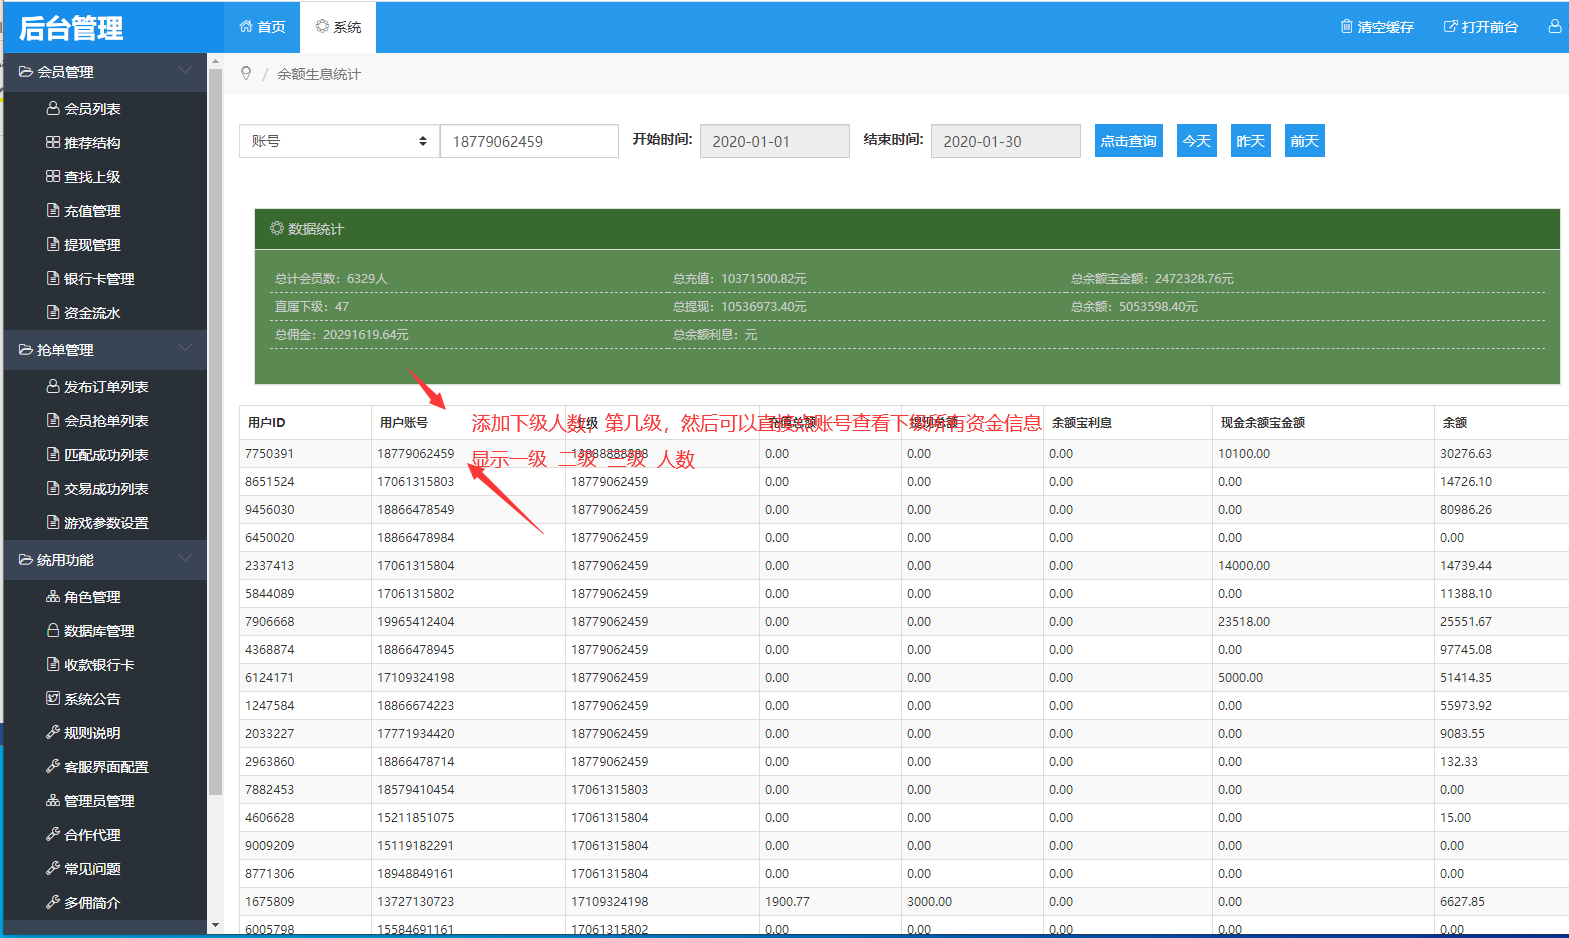 后台管理
首页
系统
清空缓存
打开前台
会员管理
会员列表
推荐结构
查找上级
充值管理
提现管理
银行卡管理
资金流水
抢单管理
发布订单列表
会员抢单列表
匹配成功列表
交易成功列表
游戏参数设置
统用功能
角色管理
数据库管理
收款银行卡
系统公告
规则说明
客服界面配置
管理员管理
合作代理
常见问题
多佣简介
/ 余额生息统计
账号 18779062459 开始时间: 2020-01-01 结束时间: 2020-01-30 点击查询 今天 昨天 前天
数据统计
总计会员数：6329人 总充值：10371500.82元 总余额宝金额：2472328.76元
直属下级：47 总提现：10536973.40元 总余额：5053598.40元
总佣金：20291619.64元 总余额利息：元
添加下级人数，第几级，然后可以直接点账号查看下级所有资金信息
显示一级 二级 三级 人数
用户ID 用户账号 上级 充值总额 提现总额 余额宝利息 现金余额宝金额 余额
7750391 18779062459 13888888888 0.00 0.00 0.00 10100.00 30276.63
8651524 17061315803 18779062459 0.00 0.00 0.00 0.00 14726.10
9456030 18866478549 18779062459 0.00 0.00 0.00 0.00 80986.26
6450020 18866478984 18779062459 0.00 0.00 0.00 0.00 0.00
2337413 17061315804 18779062459 0.00 0.00 0.00 14000.00 14739.44
5844089 17061315802 18779062459 0.00 0.00 0.00 0.00 11388.10
7906668 19965412404 18779062459 0.00 0.00 0.00 23518.00 25551.67
4368874 18866478945 18779062459 0.00 0.00 0.00 0.00 97745.08
6124171 17109324198 18779062459 0.00 0.00 0.00 5000.00 51414.35
1247584 18866674223 18779062459 0.00 0.00 0.00 0.00 55973.92
2033227 17771934420 18779062459 0.00 0.00 0.00 0.00 9083.55
2963860 18866478714 18779062459 0.00 0.00 0.00 0.00 132.33
7882453 18579410454 17061315803 0.00 0.00 0.00 0.00 0.00
4606628 15211851075 17061315804 0.00 0.00 0.00 0.00 15.00
9009209 15119182291 17061315804 0.00 0.00 0.00 0.00 0.00
8771306 18948849161 17061315804 0.00 0.00 0.00 0.00 0.00
1675809 13727130723 17109324198 1900.77 3000.00 0.00 0.00 6627.85
6005798 15584691161 17061315802 0.00 0.00 0.00 0.00 0.00